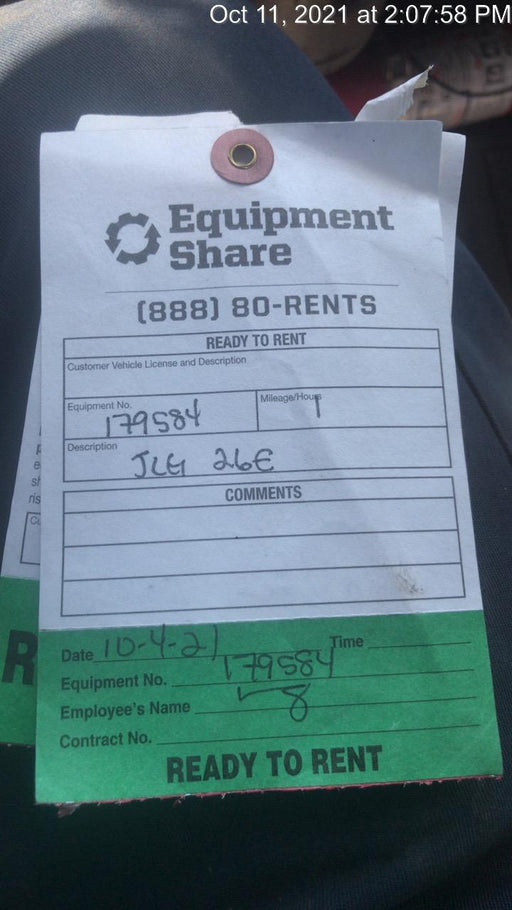 Oct 11, 2021 at 2:07:58 PM
Equipment
Share
(888) 80-RENTS
READY TO RENT
Customer Vehicle License and Description
Equipment No.
Mileage/Hours
179584
1
Description
JLG 26E
COMMENTS
Date 10-4-21 Time
Equipment No. 179584
Employee's Name
Contract No.
READY TO RENT